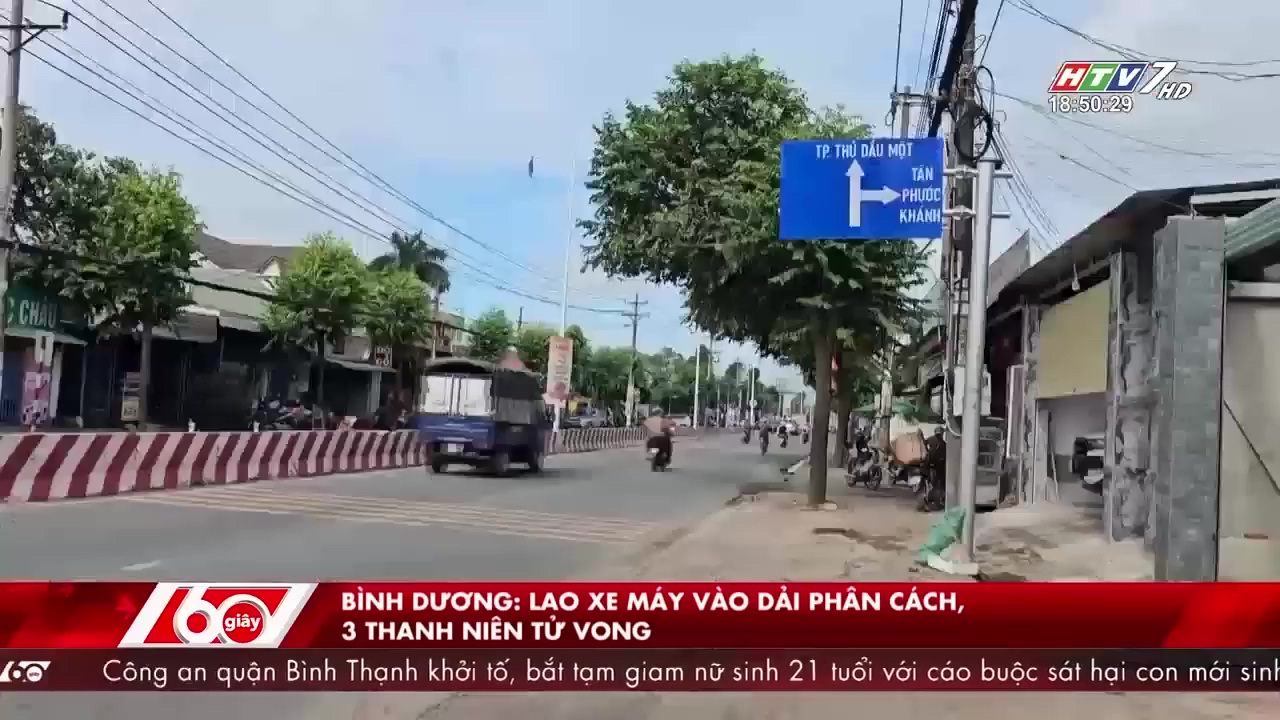 HTV7 HD
18:50:29
TP. THỦ DẦU MỘT
TÂN
PHƯỚC
KHÁNH
C CHÂU
60 giây
BÌNH DƯƠNG: LAO XE MÁY VÀO DẢI PHÂN CÁCH,
3 THANH NIÊN TỬ VONG
60
Công an quận Bình Thạnh khởi tố, bắt tạm giam nữ sinh 21 tuổi với cáo buộc sát hại con mới sinh